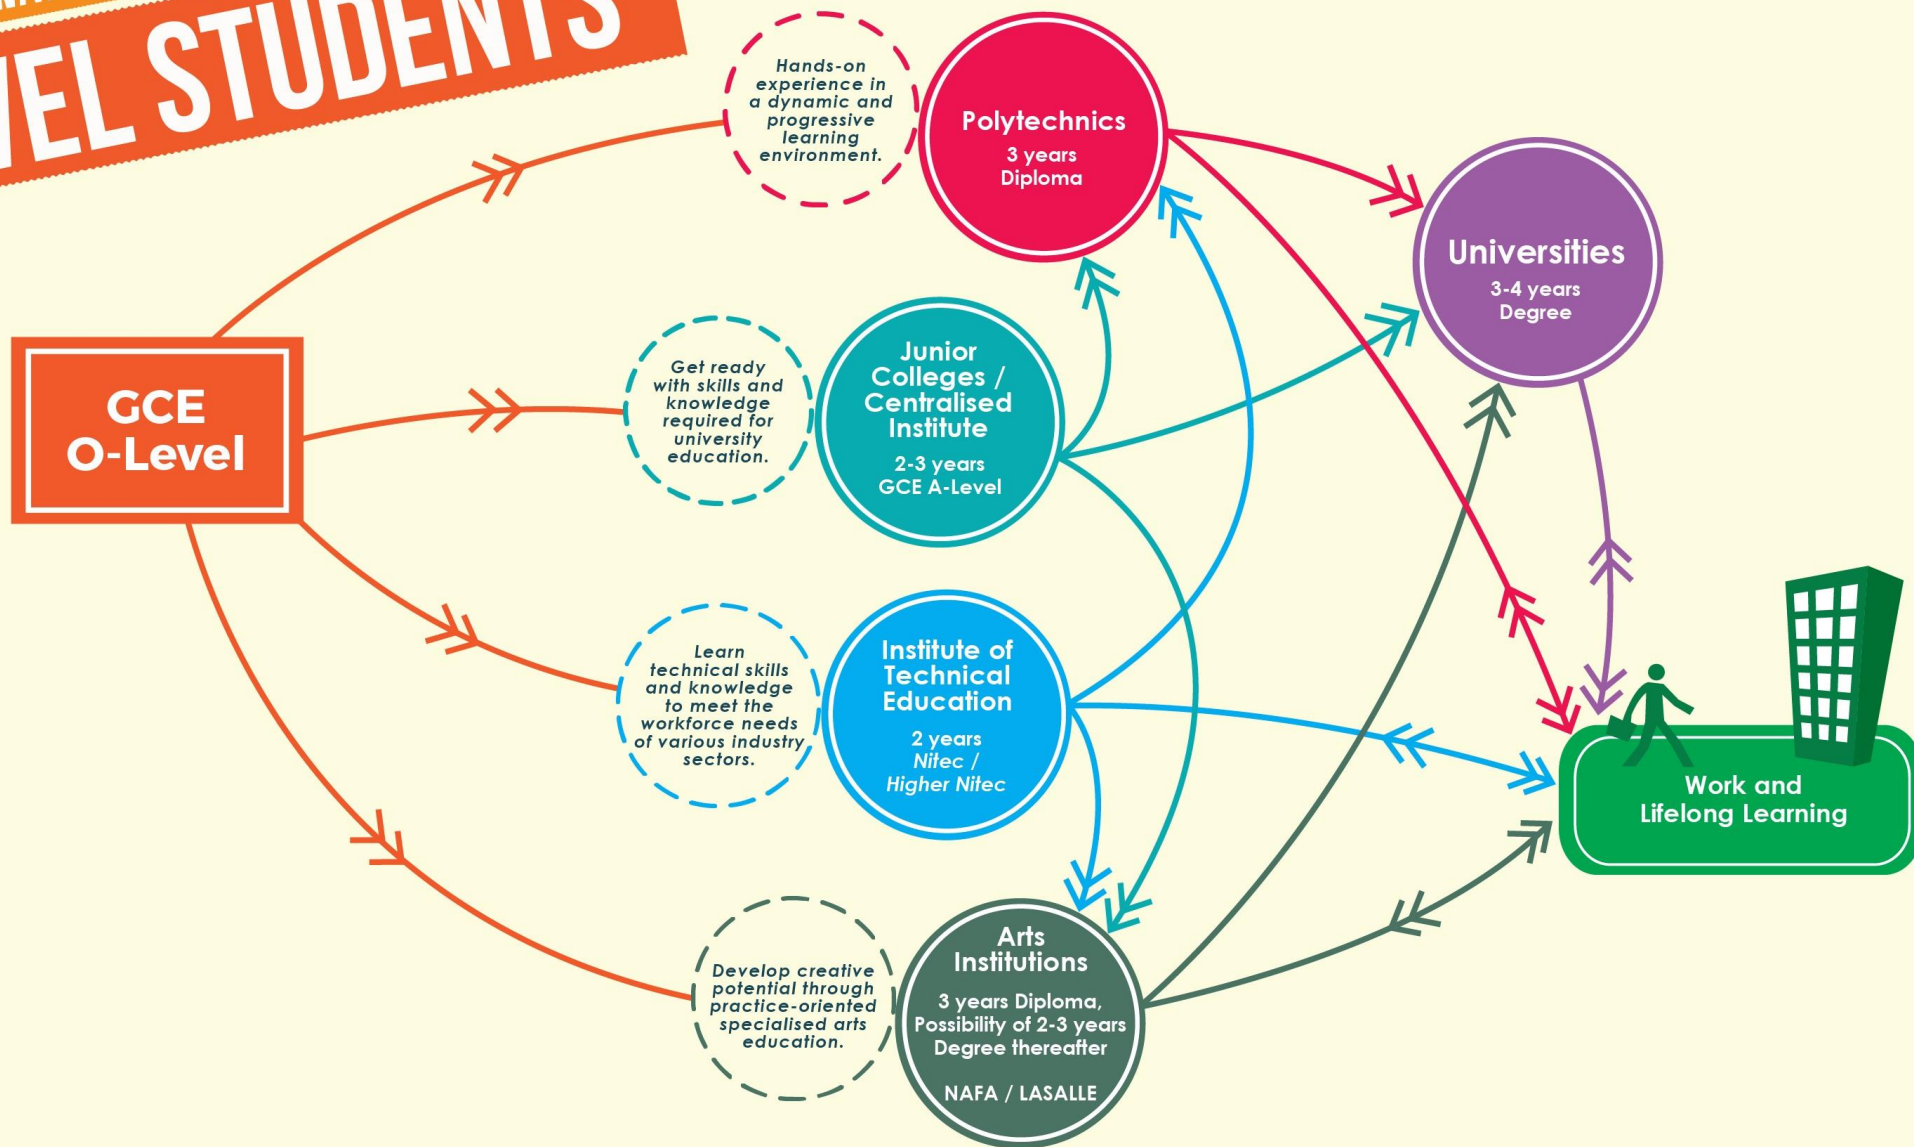 VEL STUDENTS
Hands-on
experience in
a dynamic and
progressive
learning
environment.
Polytechnics
3 years
Diploma
Universities
3-4 years
Degree
GCE
O-Level
Get ready
with skills and
knowledge
required for
university
education.
Junior
Colleges /
Centralised
Institute
2-3 years
GCE A-Level
Learn
technical skills
and knowledge
to meet the
workforce needs
of various industry
sectors.
Institute of
Technical
Education
2 years
Nitec /
Higher Nitec
Work and
Lifelong Learning
Develop creative
potential through
practice-oriented
specialised arts
education.
Arts
Institutions
3 years Diploma,
Possibility of 2-3 years
Degree thereafter
NAFA / LASALLE